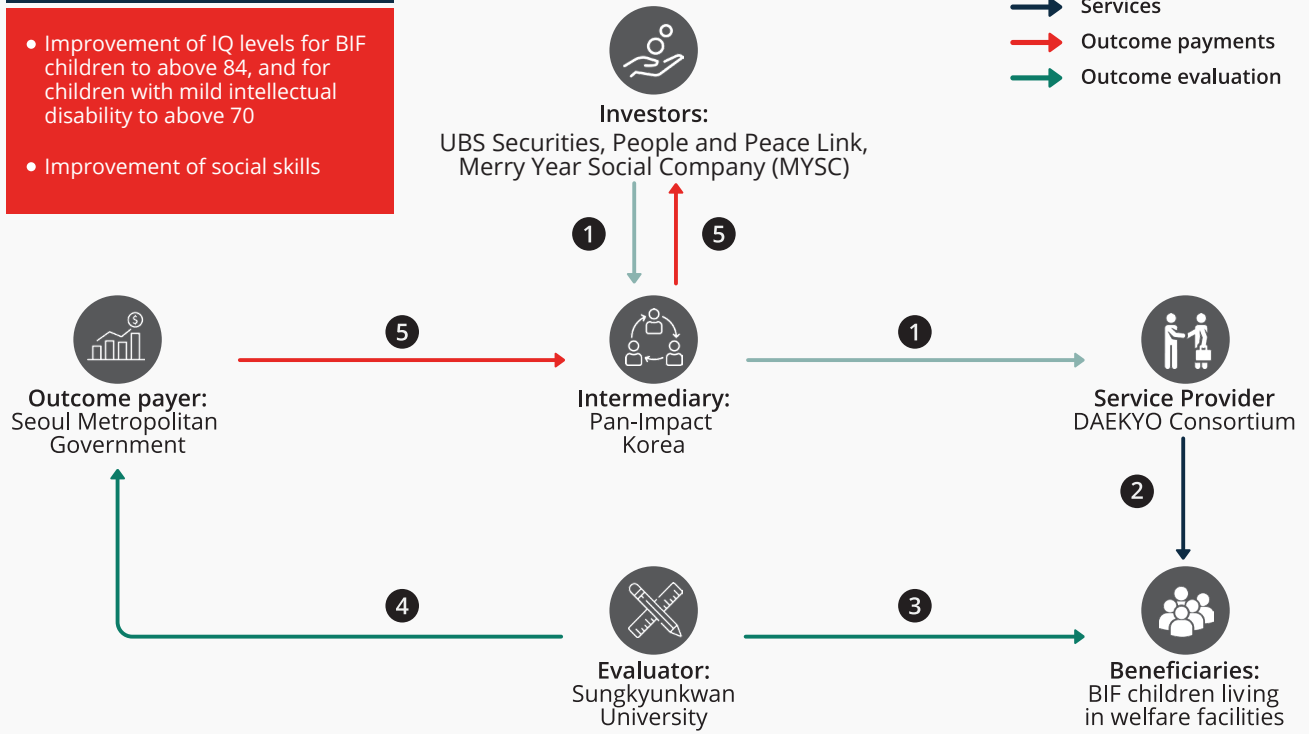 Services
Outcome payments
Outcome evaluation
• Improvement of IQ levels for BIF
children to above 84, and for
children with mild intellectual
disability to above 70
• Improvement of social skills
Investors:
UBS Securities, People and Peace Link,
Merry Year Social Company (MYSC)
1
5
$
5
1
Outcome payer:
Seoul Metropolitan
Government
Intermediary:
Pan-Impact
Korea
Service Provider
DAEKYO Consortium
2
4
3
Evaluator:
Sungkyunkwan
University
Beneficiaries:
BIF children living
in welfare facilities